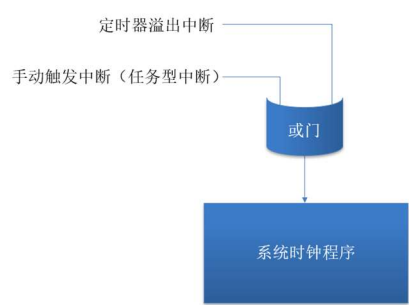 定时器溢出中断
手动触发中断（任务型中断）
或门
系统时钟程序